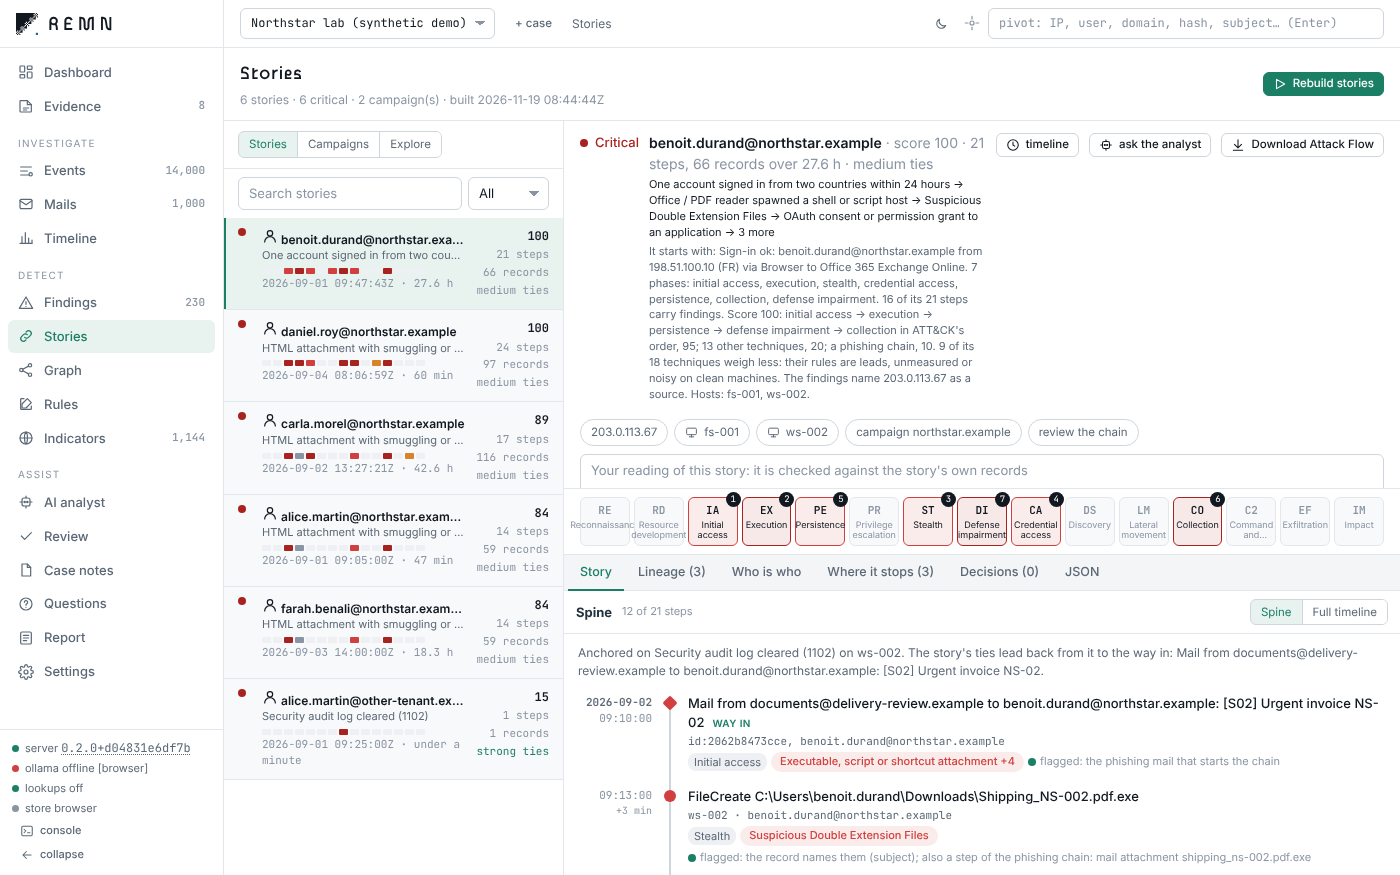 REMN
Northstar lab (synthetic demo)
+ case
Stories
pivot: IP, user, domain, hash, subject… (Enter)
Dashboard
Evidence 8
INVESTIGATE
Events 14,000
Mails 1,000
Timeline
DETECT
Findings 230
Stories
Graph
Rules
Indicators 1,144
ASSIST
AI analyst
Review
Case notes
Questions
Report
Settings
server 0.2.0+d04831e6df7b
ollama offline [browser]
lookups off
store browser
console
collapse
Stories
6 stories · 6 critical · 2 campaign(s) · built 2026-11-19 08:44:44Z
Rebuild stories
Stories Campaigns Explore
Search stories
All
benoit.durand@northstar.exa… 100
One account signed in from two cou… 21 steps
66 records
2026-09-01 09:47:43Z · 27.6 h
medium ties
daniel.roy@northstar.example 100
HTML attachment with smuggling or … 24 steps
97 records
2026-09-04 08:06:59Z · 60 min
medium ties
carla.morel@northstar.example 89
HTML attachment with smuggling or … 17 steps
116 records
2026-09-02 13:27:21Z · 42.6 h
medium ties
alice.martin@northstar.exam… 84
HTML attachment with smuggling or … 14 steps
59 records
2026-09-01 09:05:00Z · 47 min
medium ties
farah.benali@northstar.exam… 84
HTML attachment with smuggling or … 14 steps
59 records
2026-09-03 14:00:00Z · 18.3 h
medium ties
alice.martin@other-tenant.ex… 15
Security audit log cleared (1102) 1 steps
1 records
2026-09-01 09:25:00Z · under a
minute
strong ties
Critical
benoit.durand@northstar.example · score 100 · 21
steps, 66 records over 27.6 h · medium ties
timeline
ask the analyst
Download Attack Flow
One account signed in from two countries within 24 hours →
Office / PDF reader spawned a shell or script host → Suspicious
Double Extension Files → OAuth consent or permission grant to
an application → 3 more
It starts with: Sign-in ok: benoit.durand@northstar.example from
198.51.100.10 (FR) via Browser to Office 365 Exchange Online. 7
phases: initial access, execution, stealth, credential access,
persistence, collection, defense impairment. 16 of its 21 steps
carry findings. Score 100: initial access → execution →
persistence → defense impairment → collection in ATT&CK's
order, 95; 13 other techniques, 20; a phishing chain, 10. 9 of its
18 techniques weigh less: their rules are leads, unmeasured or
noisy on clean machines. The findings name 203.0.113.67 as a
source. Hosts: fs-001, ws-002.
203.0.113.67
fs-001
ws-002
campaign northstar.example
review the chain
Your reading of this story: it is checked against the story's own records
RE Reconnaissanc
RD Resource development
IA Initial access 1
EX Execution 2
PE Persistence 5
PR Privilege escalation
ST Stealth 3
DI Defense impairment 7
CA Credential access 4
DS Discovery
LM Lateral movement
CO Collection 6
C2 Command and…
EF Exfiltration
IM Impact
Story
Lineage (3)
Who is who
Where it stops (3)
Decisions (0)
JSON
Spine 12 of 21 steps
Spine
Full timeline
Anchored on Security audit log cleared (1102) on ws-002. The story's ties lead back from it to the way in: Mail from documents@delivery-
review.example to benoit.durand@northstar.example: [S02] Urgent invoice NS-02.
2026-09-02
09:10:00
Mail from documents@delivery-review.example to benoit.durand@northstar.example: [S02] Urgent invoice NS-
02 WAY IN
id:2062b8473cce, benoit.durand@northstar.example
Initial access
Executable, script or shortcut attachment +4
flagged: the phishing mail that starts the chain
09:13:00
+3 min
FileCreate C:\Users\benoit.durand\Downloads\Shipping_NS-002.pdf.exe
ws-002 · benoit.durand@northstar.example
Stealth
Suspicious Double Extension Files
flagged: the record names them (subject); also a step of the phishing chain: mail attachment shipping_ns-002.pdf.exe